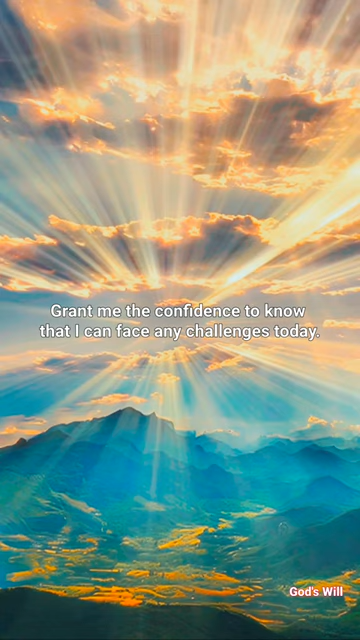 Grant me the confidence to know
that I can face any challenges today.
God's Will